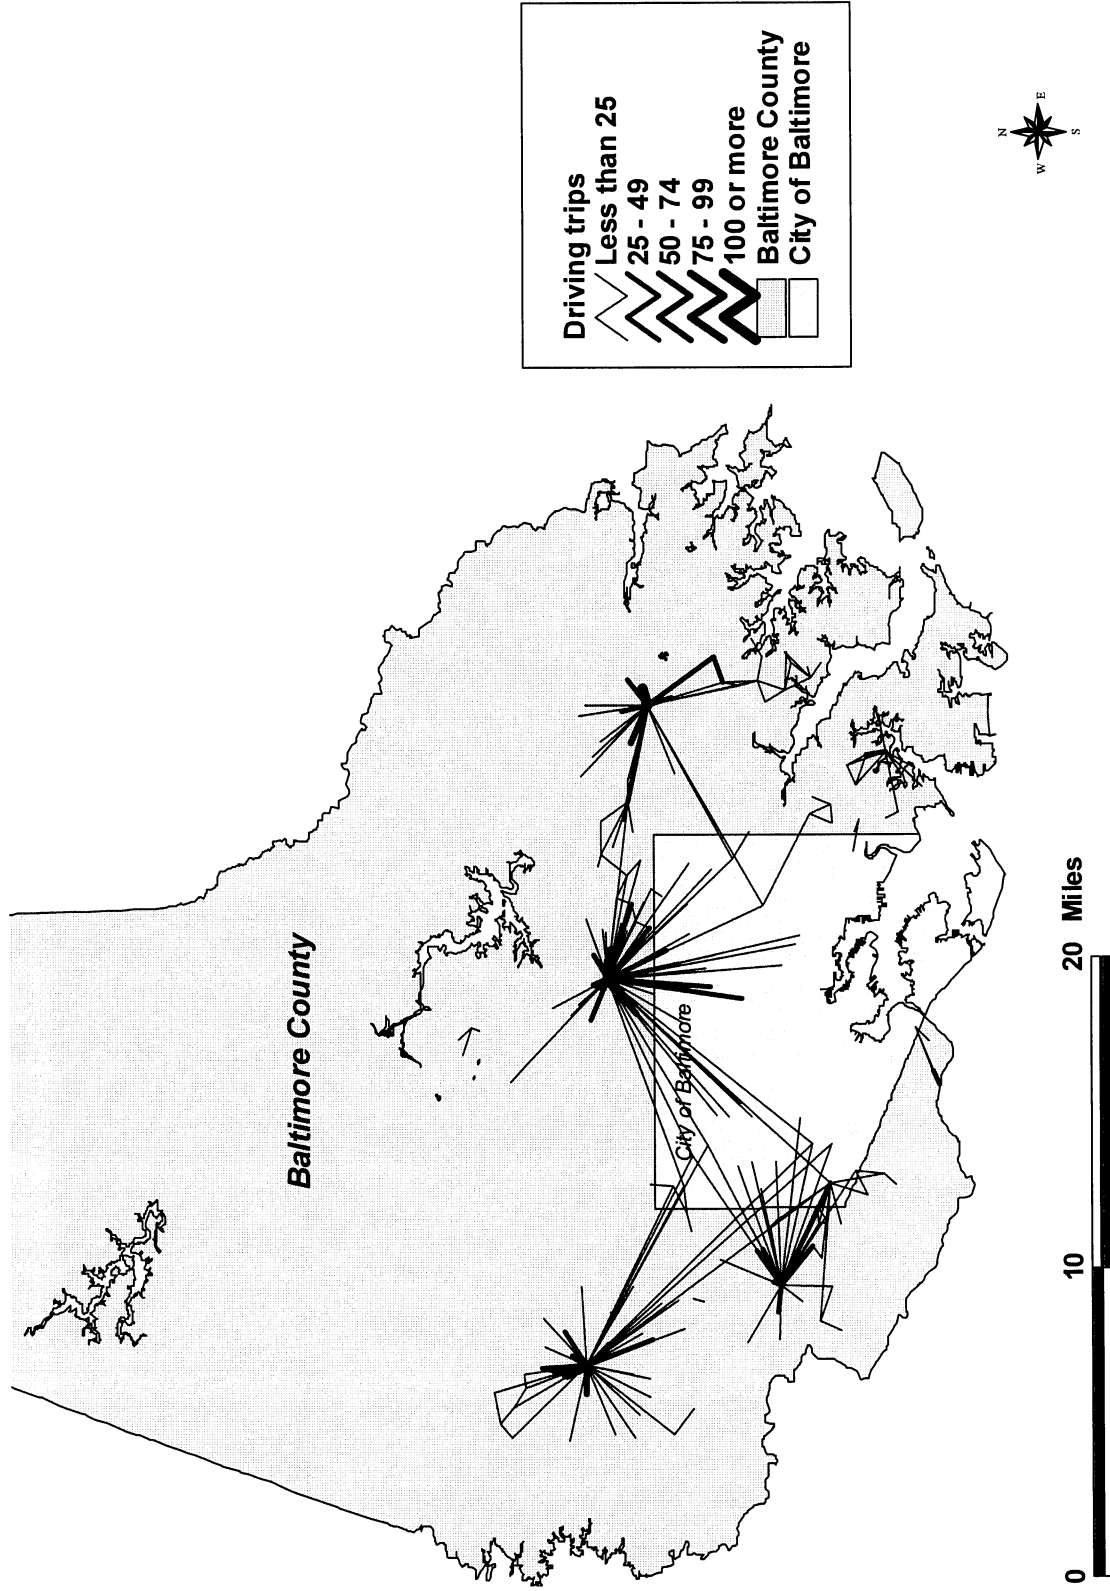 Baltimore County
City of Baltimore
Driving trips
Less than 25
25 - 49
50 - 74
75 - 99
100 or more
Baltimore County
City of Baltimore
N
W E
S
0 10 20 Miles